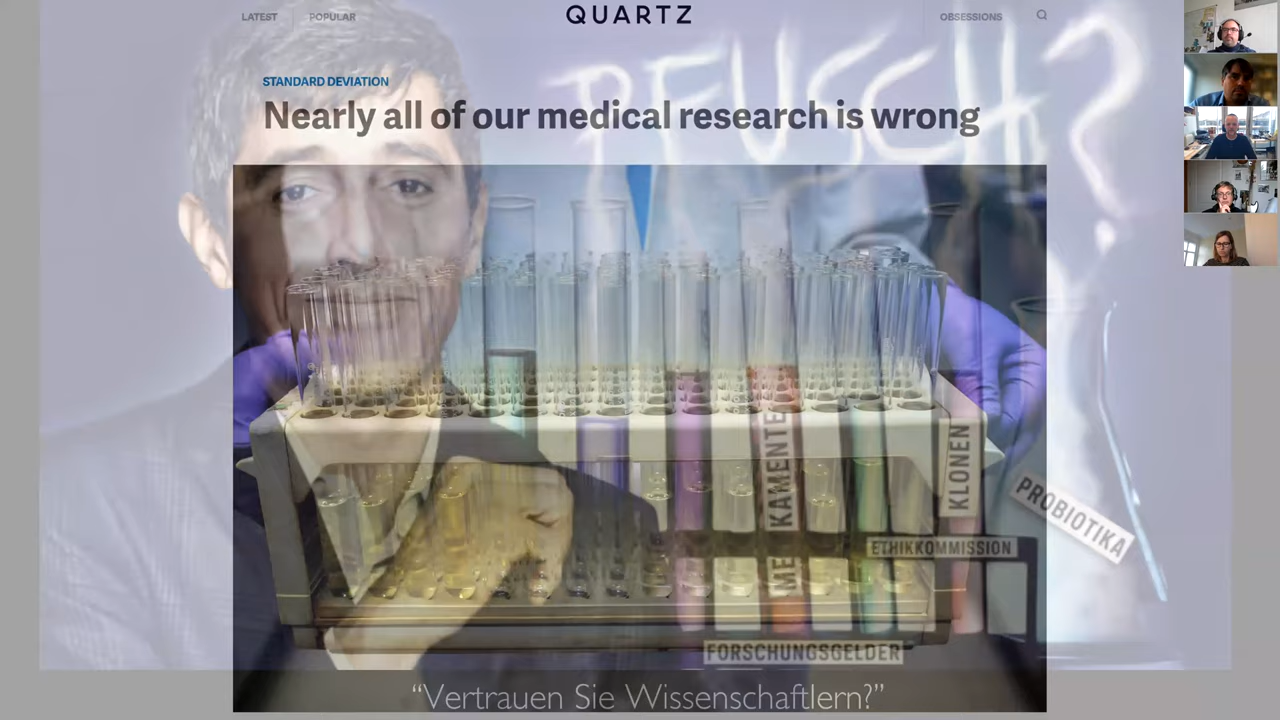 LATEST
POPULAR
QUARTZ
OBSESSIONS
STANDARD DEVIATION
Nearly all of our medical research is wrong
PFUSCH?
KLONEN
PROBIOTIKA
ETHIKKOMMISSION
FORSCHUNGSGELDER
“Vertrauen Sie Wissenschaftlern?”